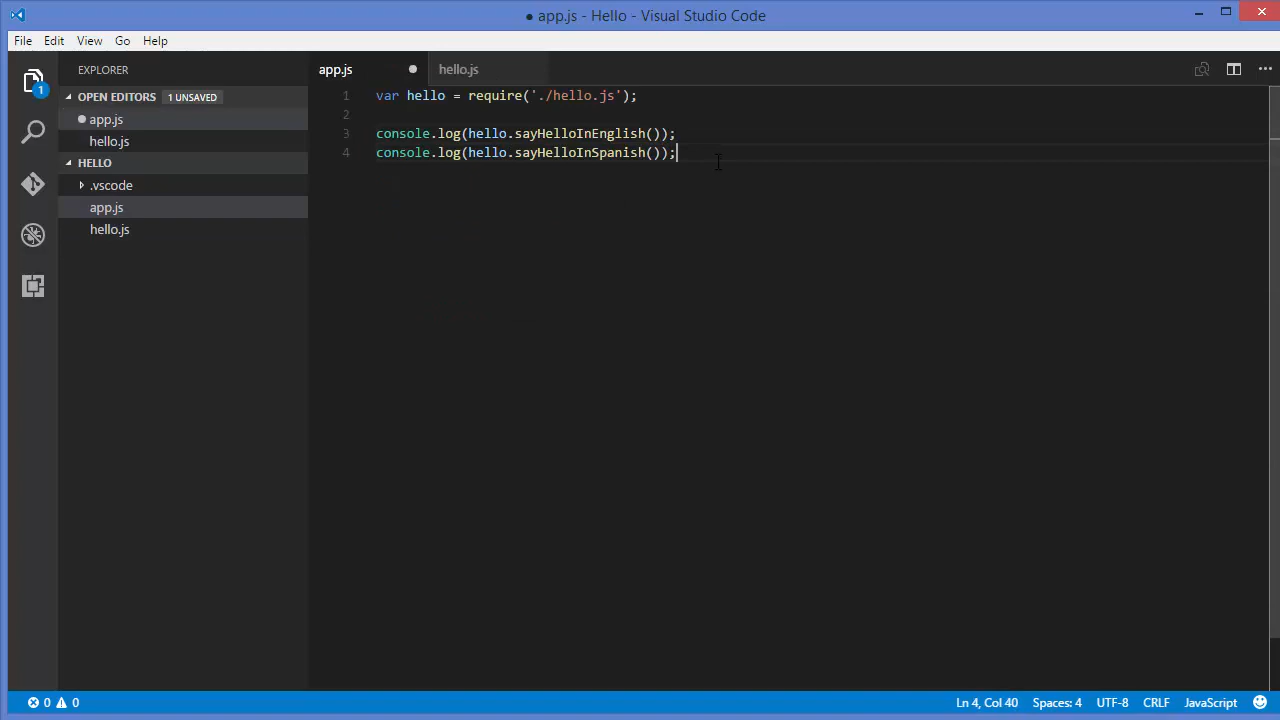 ● app.js - Hello - Visual Studio Code
File Edit View Go Help
EXPLORER
OPEN EDITORS 1 UNSAVED
app.js
hello.js
HELLO
.vscode
app.js
hello.js
1
app.js hello.js
1 var hello = require('./hello.js');
2
3 console.log(hello.sayHelloInEnglish());
4 console.log(hello.sayHelloInSpanish());
0 0 Ln 4, Col 40 Spaces: 4 UTF-8 CRLF JavaScript